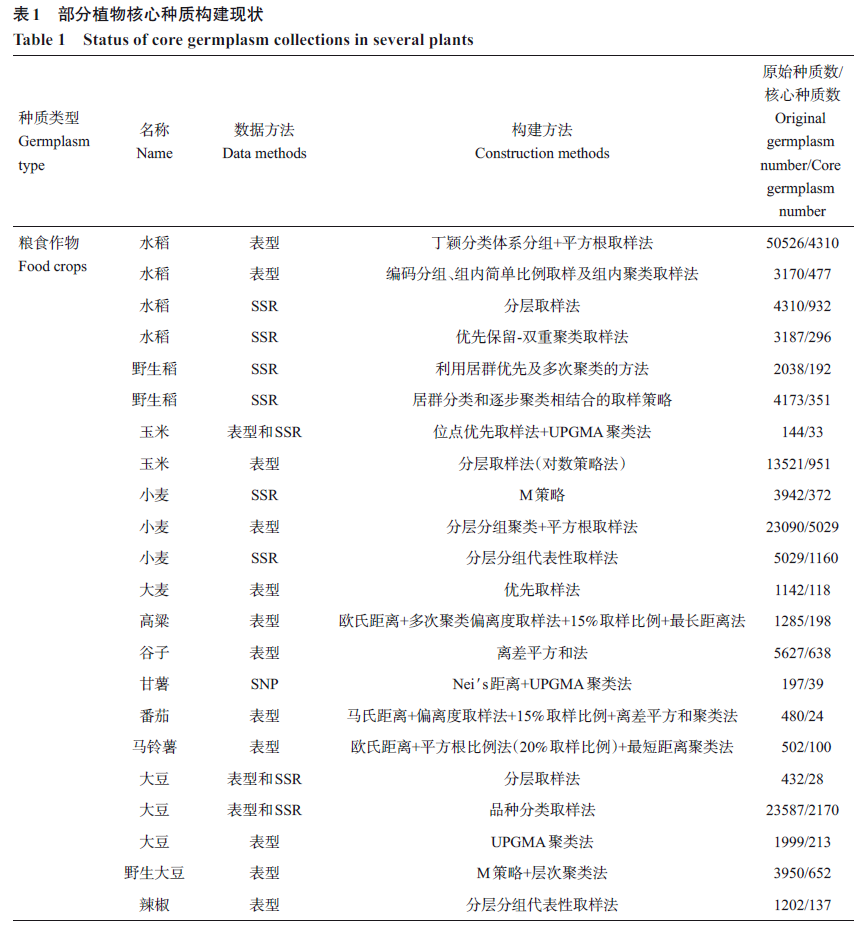 表1 部分植物核心种质构建现状
Table 1 Status of core germplasm collections in several plants
种质类型 Germplasm type 名称 Name 数据方法 Data methods 构建方法 Construction methods 原始种质数/核心种质数 Original germplasm number/Core germplasm number
粮食作物 Food crops 水稻 表型 丁颖分类体系分组+平方根取样法 50526/4310
水稻 表型 编码分组、组内简单比例取样及组内聚类取样法 3170/477
水稻 SSR 分层取样法 4310/932
水稻 SSR 优先保留-双重聚类取样法 3187/296
野生稻 SSR 利用居群优先及多次聚类的方法 2038/192
野生稻 SSR 居群分类和逐步聚类相结合的取样策略 4173/351
玉米 表型和SSR 位点优先取样法+UPGMA聚类法 144/33
玉米 表型 分层取样法(对数策略法) 13521/951
小麦 SSR M策略 3942/372
小麦 表型 分层分组聚类+平方根取样法 23090/5029
小麦 SSR 分层分组代表性取样法 5029/1160
大麦 表型 优先取样法 1142/118
高粱 表型 欧氏距离+多次聚类偏离度取样法+15%取样比例+最长距离法 1285/198
谷子 表型 离差平方和法 5627/638
甘薯 SNP Nei′s距离+UPGMA聚类法 197/39
番茄 表型 马氏距离+偏离度取样法+15%取样比例+离差平方和聚类法 480/24
马铃薯 表型 欧氏距离+平方根比例法(20%取样比例)+最短距离聚类法 502/100
大豆 表型和SSR 分层取样法 432/28
大豆 表型和SSR 品种分类取样法 23587/2170
大豆 表型 UPGMA聚类法 1999/213
野生大豆 表型 M策略+层次聚类法 3950/652
辣椒 表型 分层分组代表性取样法 1202/137